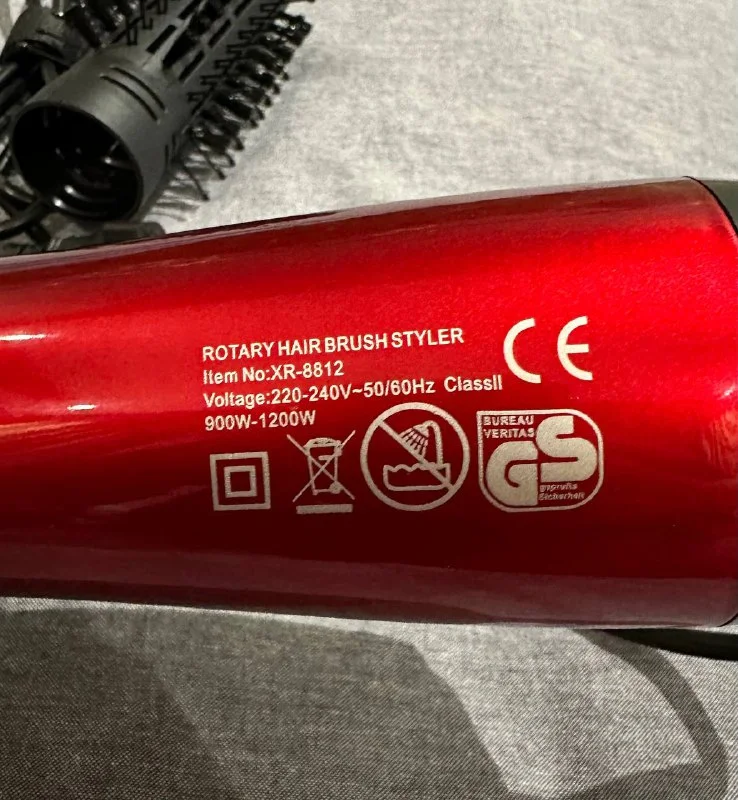 ROTARY HAIR BRUSH STYLER
Item No:XR-8812
Voltage:220-240V~50/60Hz ClassII
900W-1200W
CE
BUREAU
VERITAS
GS
geprüfte
Sicherheit